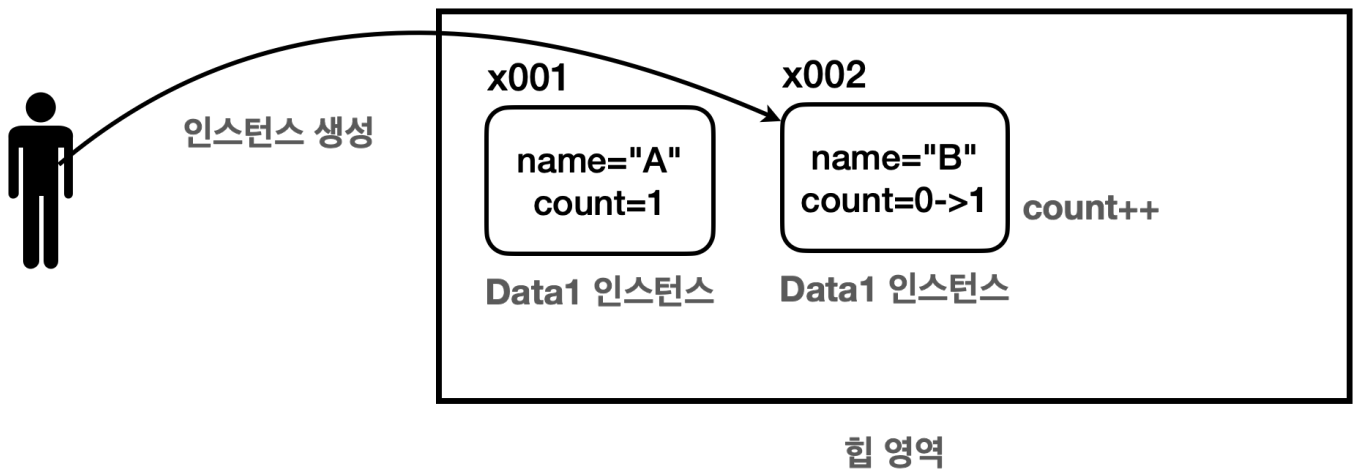 인스턴스 생성
x001
name="A"
count=1
Data1 인스턴스
x002
name="B"
count=0->1
count++
Data1 인스턴스
힙 영역